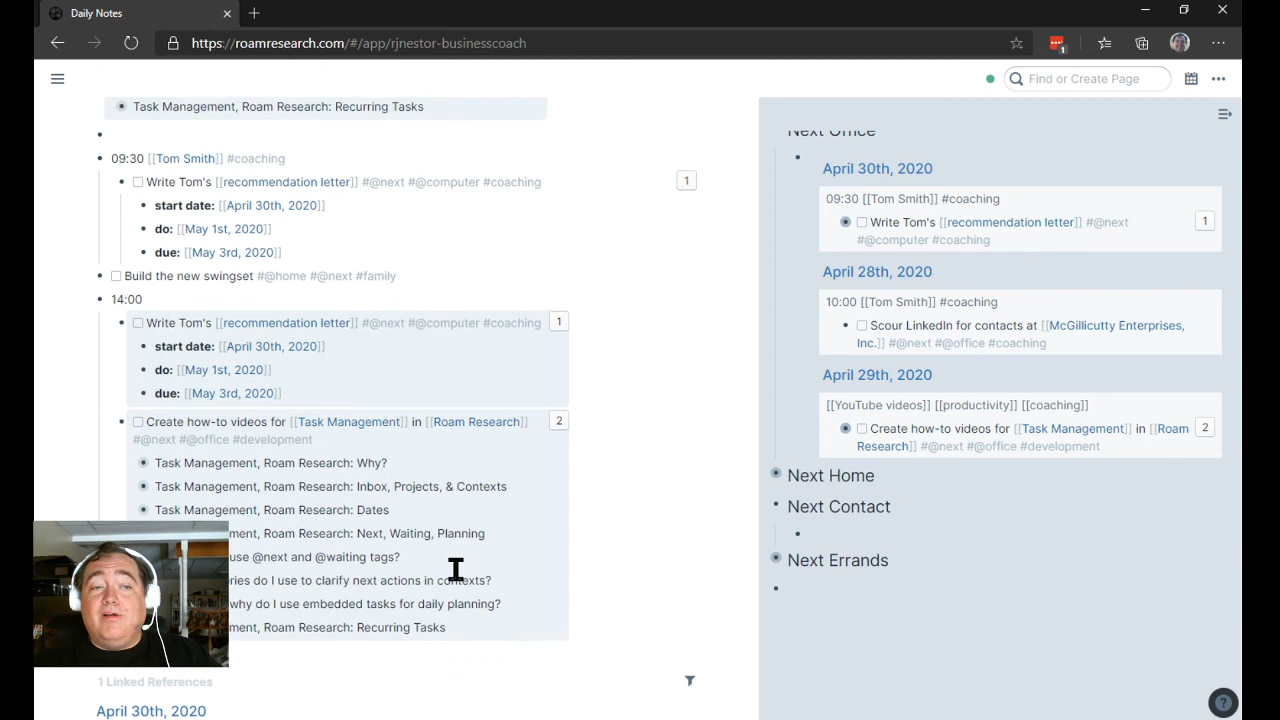 Daily Notes
https://roamresearch.com/#/app/rjnestor-businesscoach
1
Find or Create Page
Task Management, Roam Research: Recurring Tasks
09:30 [[Tom Smith]] #coaching
Write Tom's [[recommendation letter]] #@next #@computer #coaching
1
start date: [[April 30th, 2020]]
do: [[May 1st, 2020]]
due: [[May 3rd, 2020]]
Build the new swingset #@home #@next #family
14:00
Write Tom's [[recommendation letter]] #@next #@computer #coaching
1
start date: [[April 30th, 2020]]
do: [[May 1st, 2020]]
due: [[May 3rd, 2020]]
Create how-to videos for [[Task Management]] in [[Roam Research]]
2
#@next #@office #development
Task Management, Roam Research: Why?
Task Management, Roam Research: Inbox, Projects, & Contexts
Task Management, Roam Research: Dates
ment, Roam Research: Next, Waiting, Planning
use @next and @waiting tags?
ries do I use to clarify next actions in contexts?
why do I use embedded tasks for daily planning?
ment, Roam Research: Recurring Tasks
1 Linked References
April 30th, 2020
Next Office
April 30th, 2020
09:30 [[Tom Smith]] #coaching
Write Tom's [[recommendation letter]] #@next
#@computer #coaching
1
April 28th, 2020
10:00 [[Tom Smith]] #coaching
Scour LinkedIn for contacts at [[McGillicutty Enterprises,
Inc.]] #@next #@office #coaching
April 29th, 2020
[[YouTube videos]] [[productivity]] [[coaching]]
Create how-to videos for [[Task Management]] in [[Roam
Research]] #@next #@office #development
2
Next Home
Next Contact
Next Errands